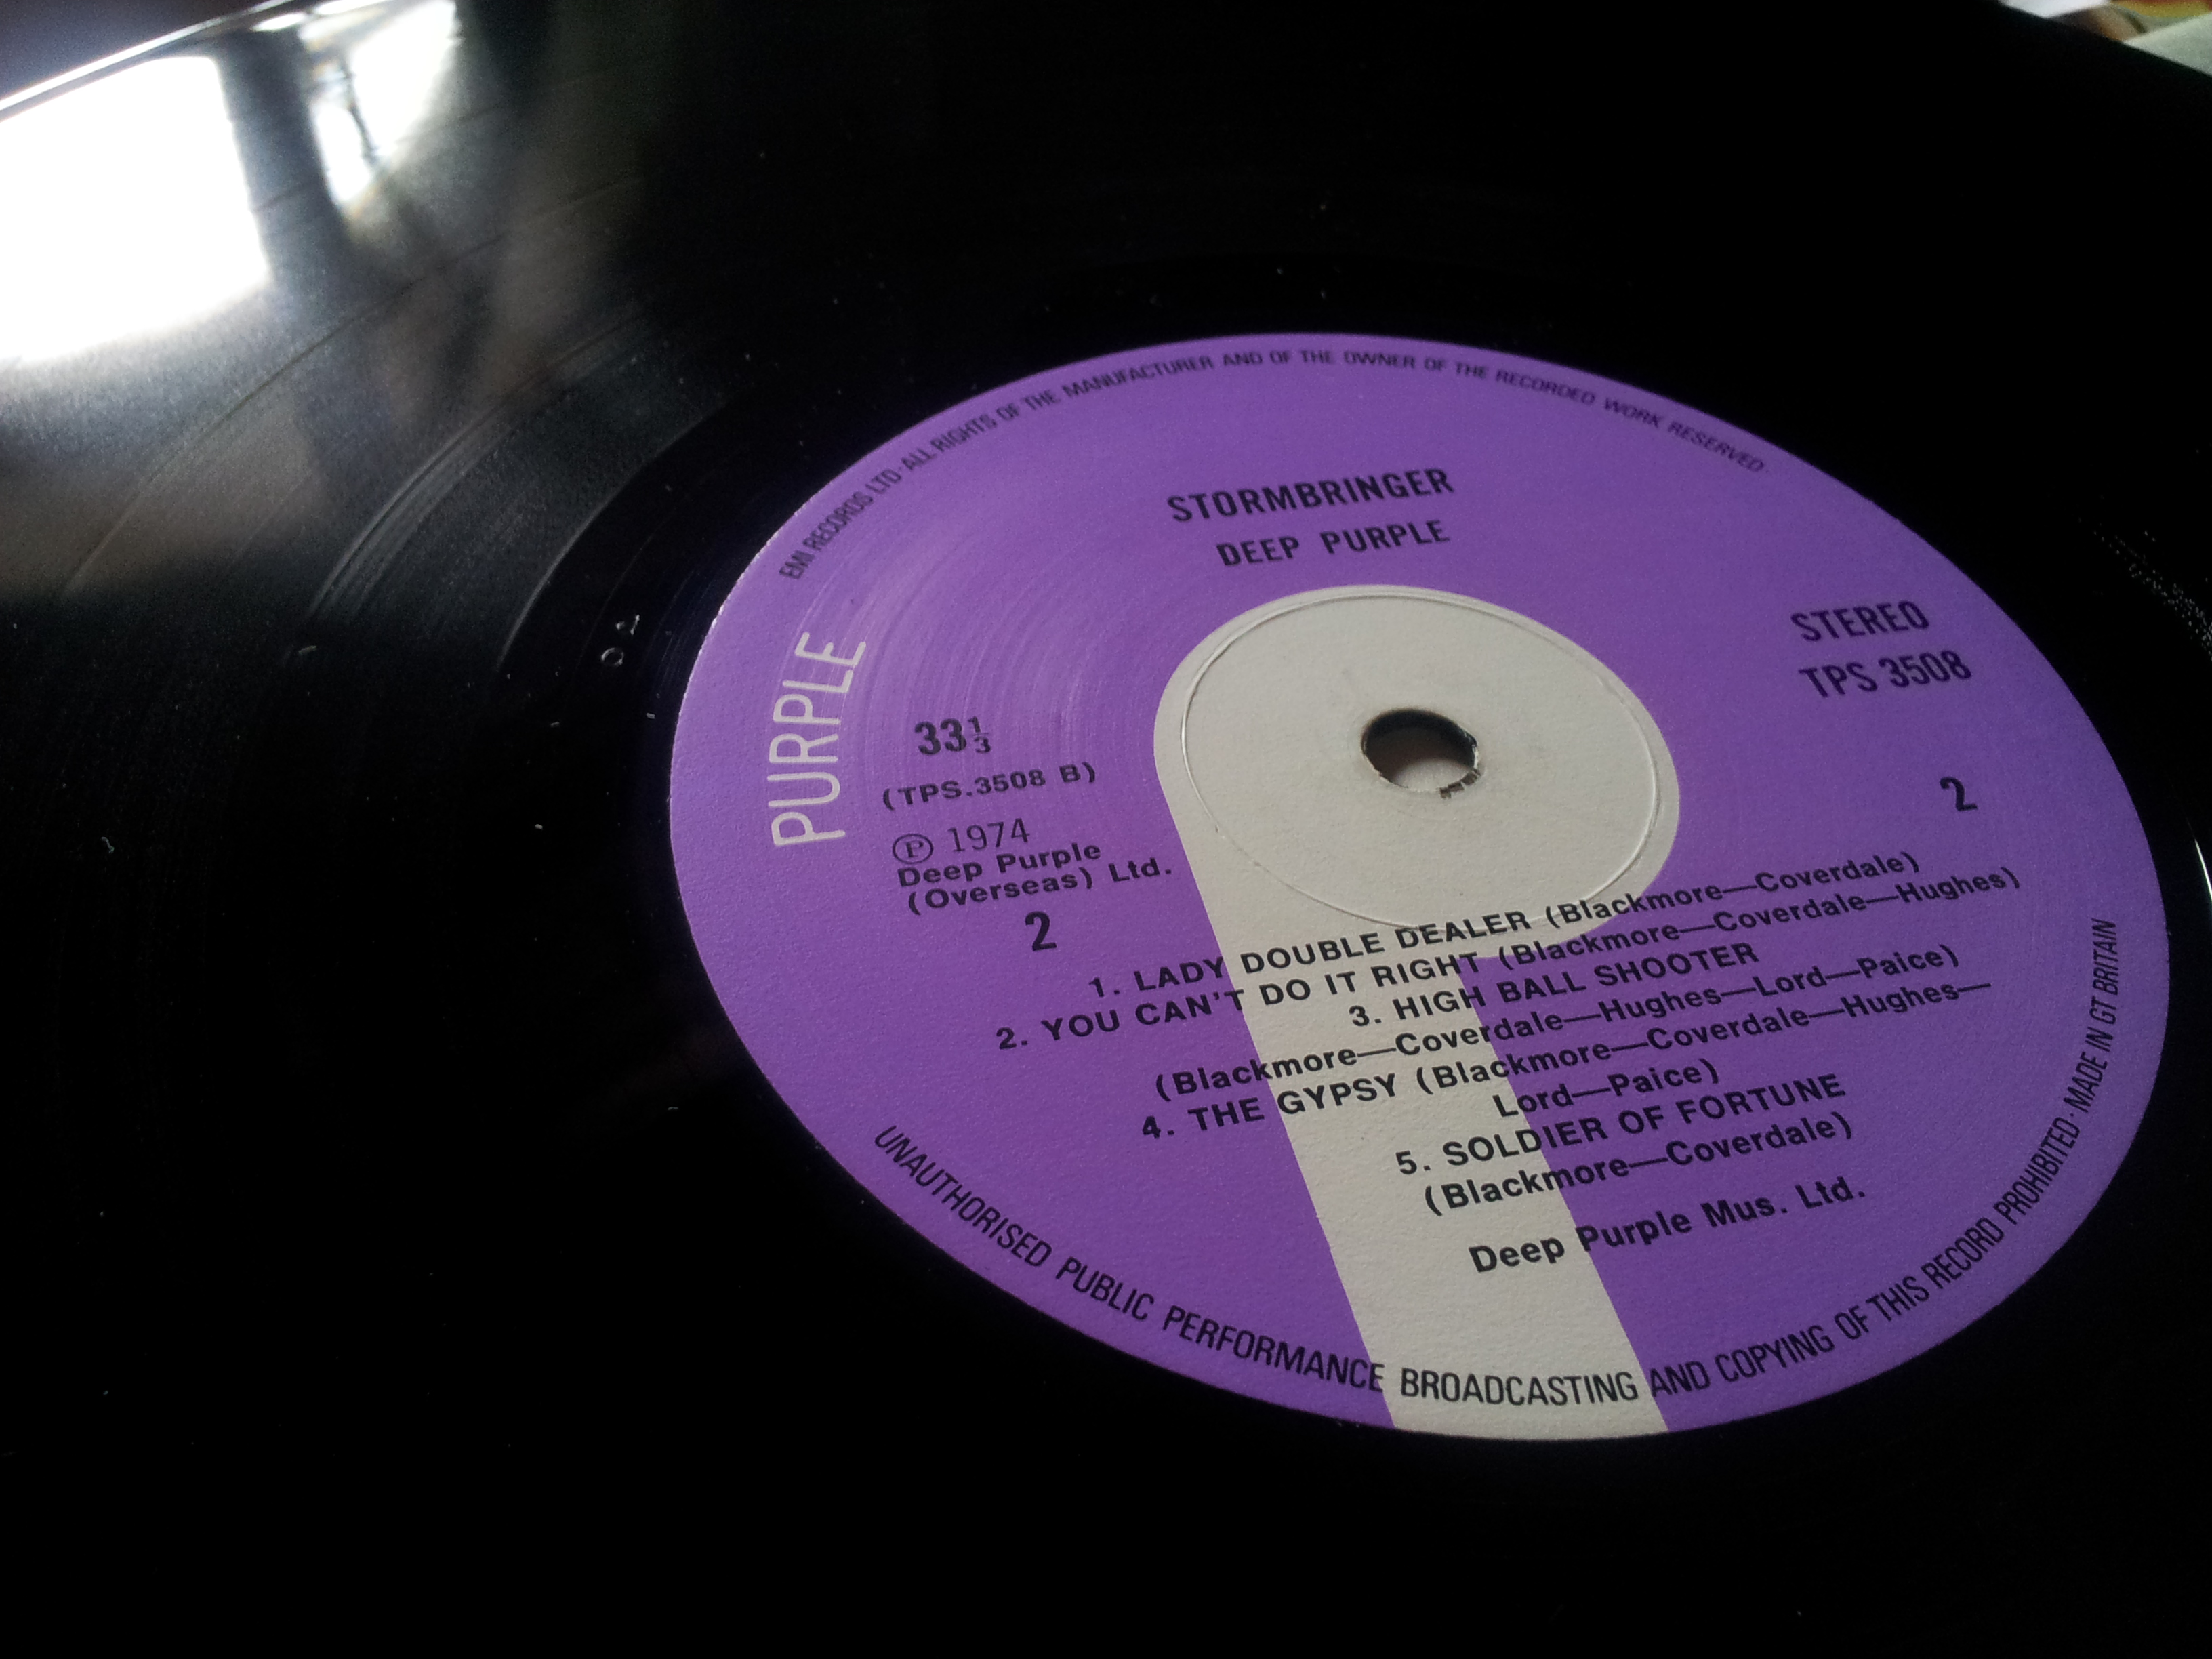 EMI RECORDS LTD·ALL RIGHTS OF THE MANUFACTURER AND OF THE OWNER OF THE RECORDED WORK RESERVED
STORMBRINGER
DEEP PURPLE
STEREO
TPS 3508
2
PURPLE
33⅓
(TPS.3508 B)
Ⓟ 1974
Deep Purple
(Overseas) Ltd.
2
1. LADY DOUBLE DEALER (Blackmore—Coverdale)
2. YOU CAN'T DO IT RIGHT (Blackmore—Coverdale—Hughes)
3. HIGH BALL SHOOTER
(Blackmore—Coverdale—Hughes—Lord—Paice)
4. THE GYPSY (Blackmore—Coverdale—Hughes—
Lord—Paice)
5. SOLDIER OF FORTUNE
(Blackmore—Coverdale)
Deep Purple Mus. Ltd.
UNAUTHORISED PUBLIC PERFORMANCE BROADCASTING AND COPYING OF THIS RECORD PROHIBITED·MADE IN GT BRITAIN